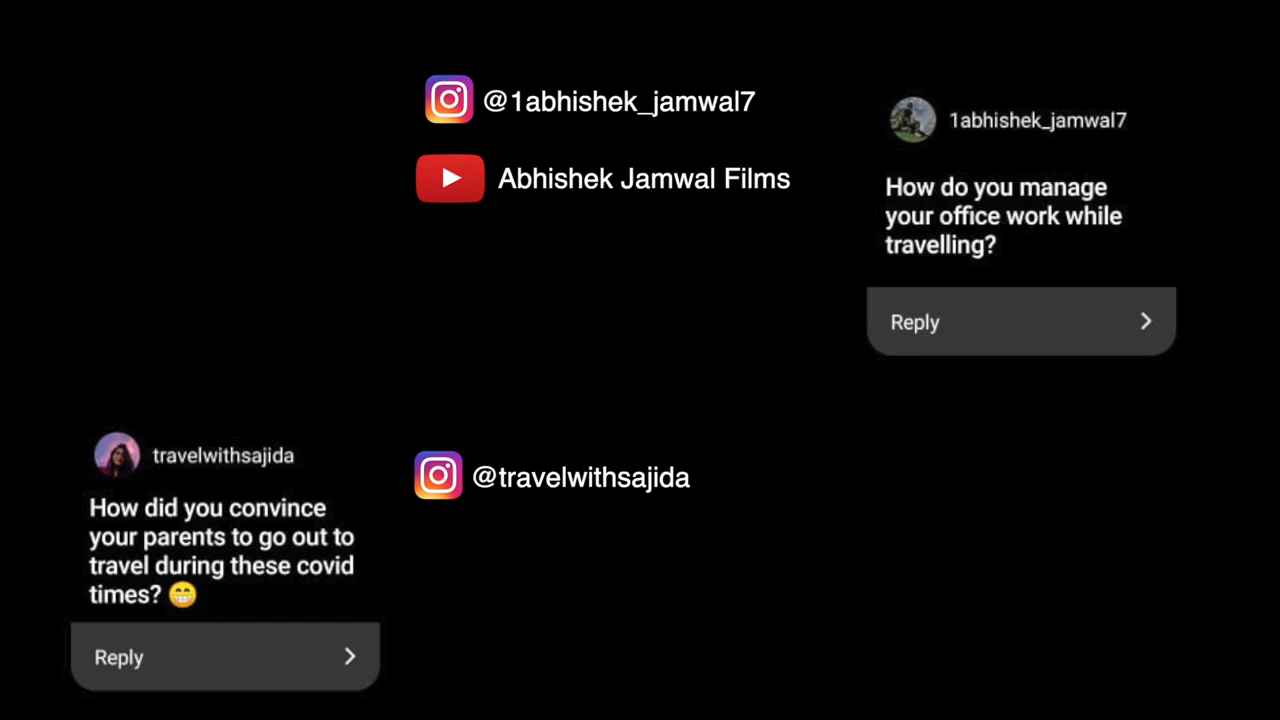 @1abhishek_jamwal7
Abhishek Jamwal Films
1abhishek_jamwal7
How do you manage
your office work while
travelling?
Reply
travelwithsajida
How did you convince
your parents to go out to
travel during these covid
times? 😁
Reply
@travelwithsajida